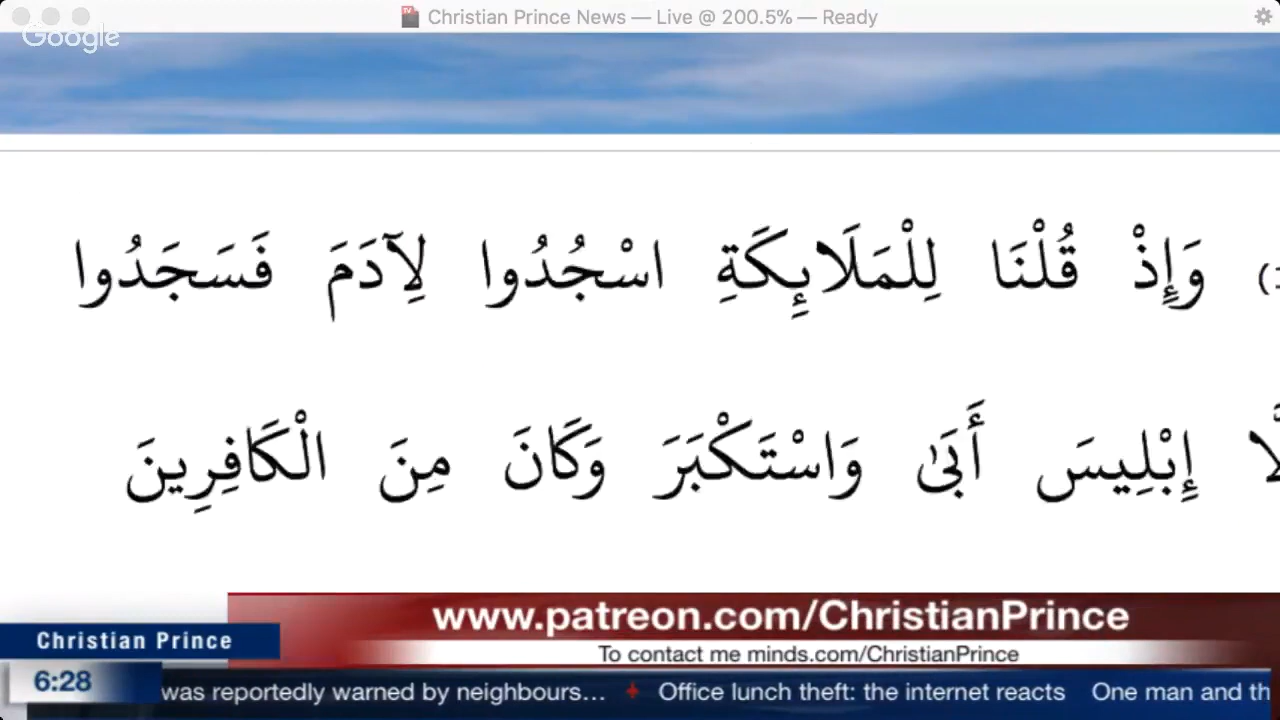 Christian Prince News — Live @ 200.5% — Ready
Google
وَإِذْ قُلْنَا لِلْمَلَائِكَةِ اسْجُدُوا لِآدَمَ فَسَجَدُوا
إِبْلِيسَ أَبَىٰ وَاسْتَكْبَرَ وَكَانَ مِنَ الْكَافِرِينَ
www.patreon.com/ChristianPrince
Christian Prince
To contact me minds.com/ChristianPrince
6:28
was reportedly warned by neighbours... Office lunch theft: the internet reacts One man and th